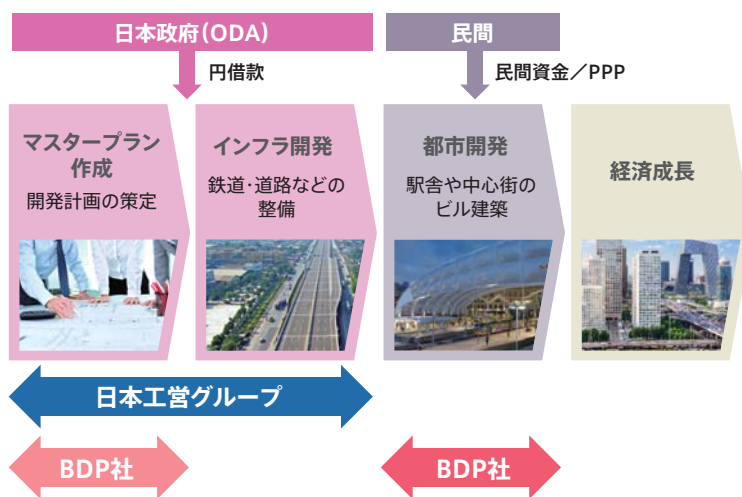 日本政府（ODA）
民間
円借款
民間資金／PPP
マスタープラン
作成
開発計画の策定
インフラ開発
鉄道・道路などの
整備
都市開発
駅舎や中心街の
ビル建築
経済成長
日本工営グループ
BDP社
BDP社